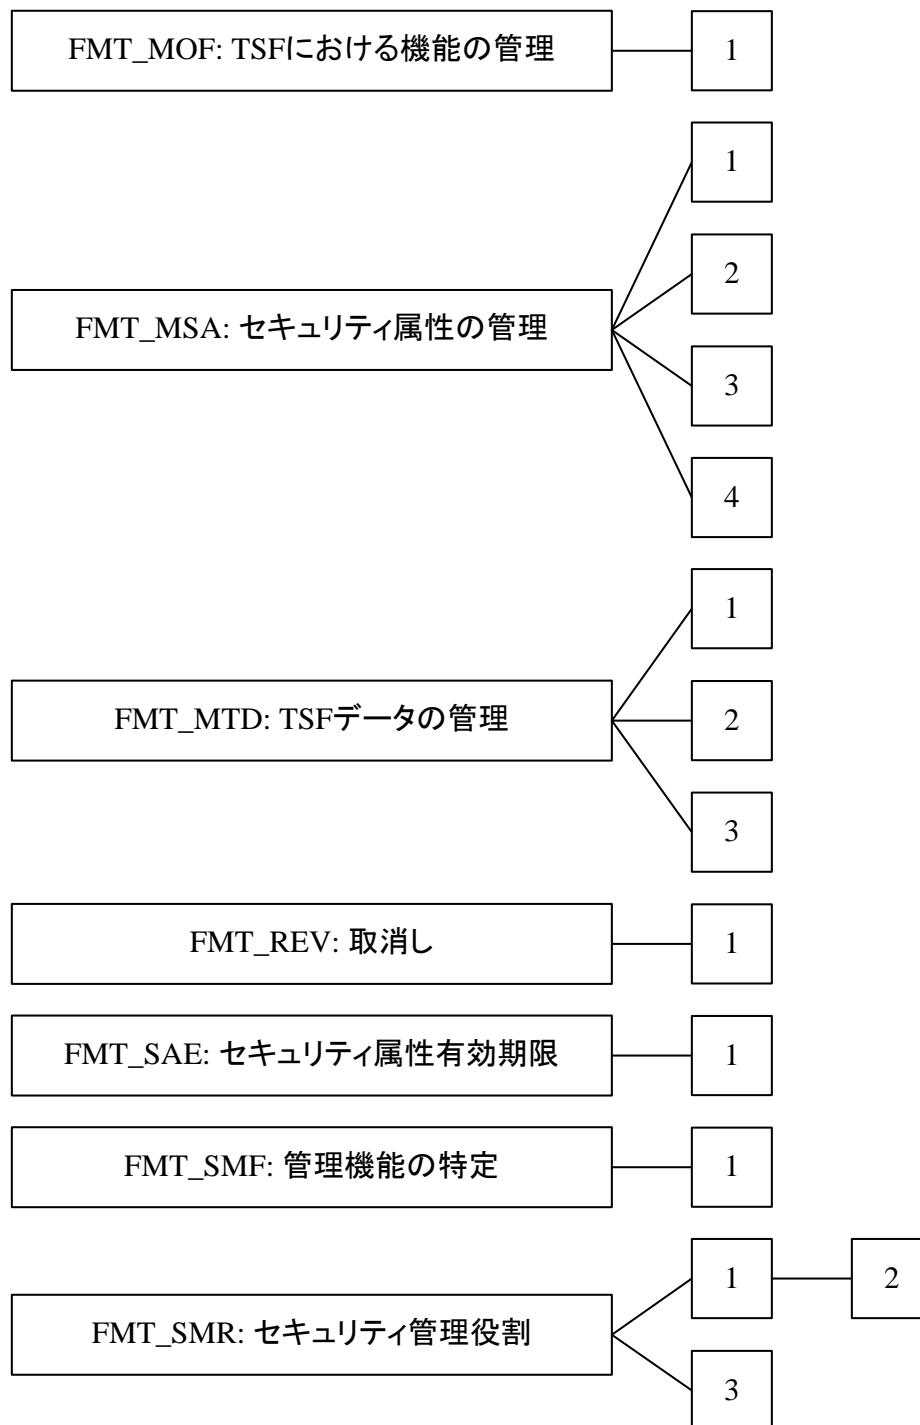 FMT_MOF: TSFにおける機能の管理
1
1
2
FMT_MSA: セキュリティ属性の管理
3
4
1
FMT_MTD: TSFデータの管理
2
3
FMT_REV: 取消し
1
FMT_SAE: セキュリティ属性有効期限
1
FMT_SMF: 管理機能の特定
1
1
2
FMT_SMR: セキュリティ管理役割
3